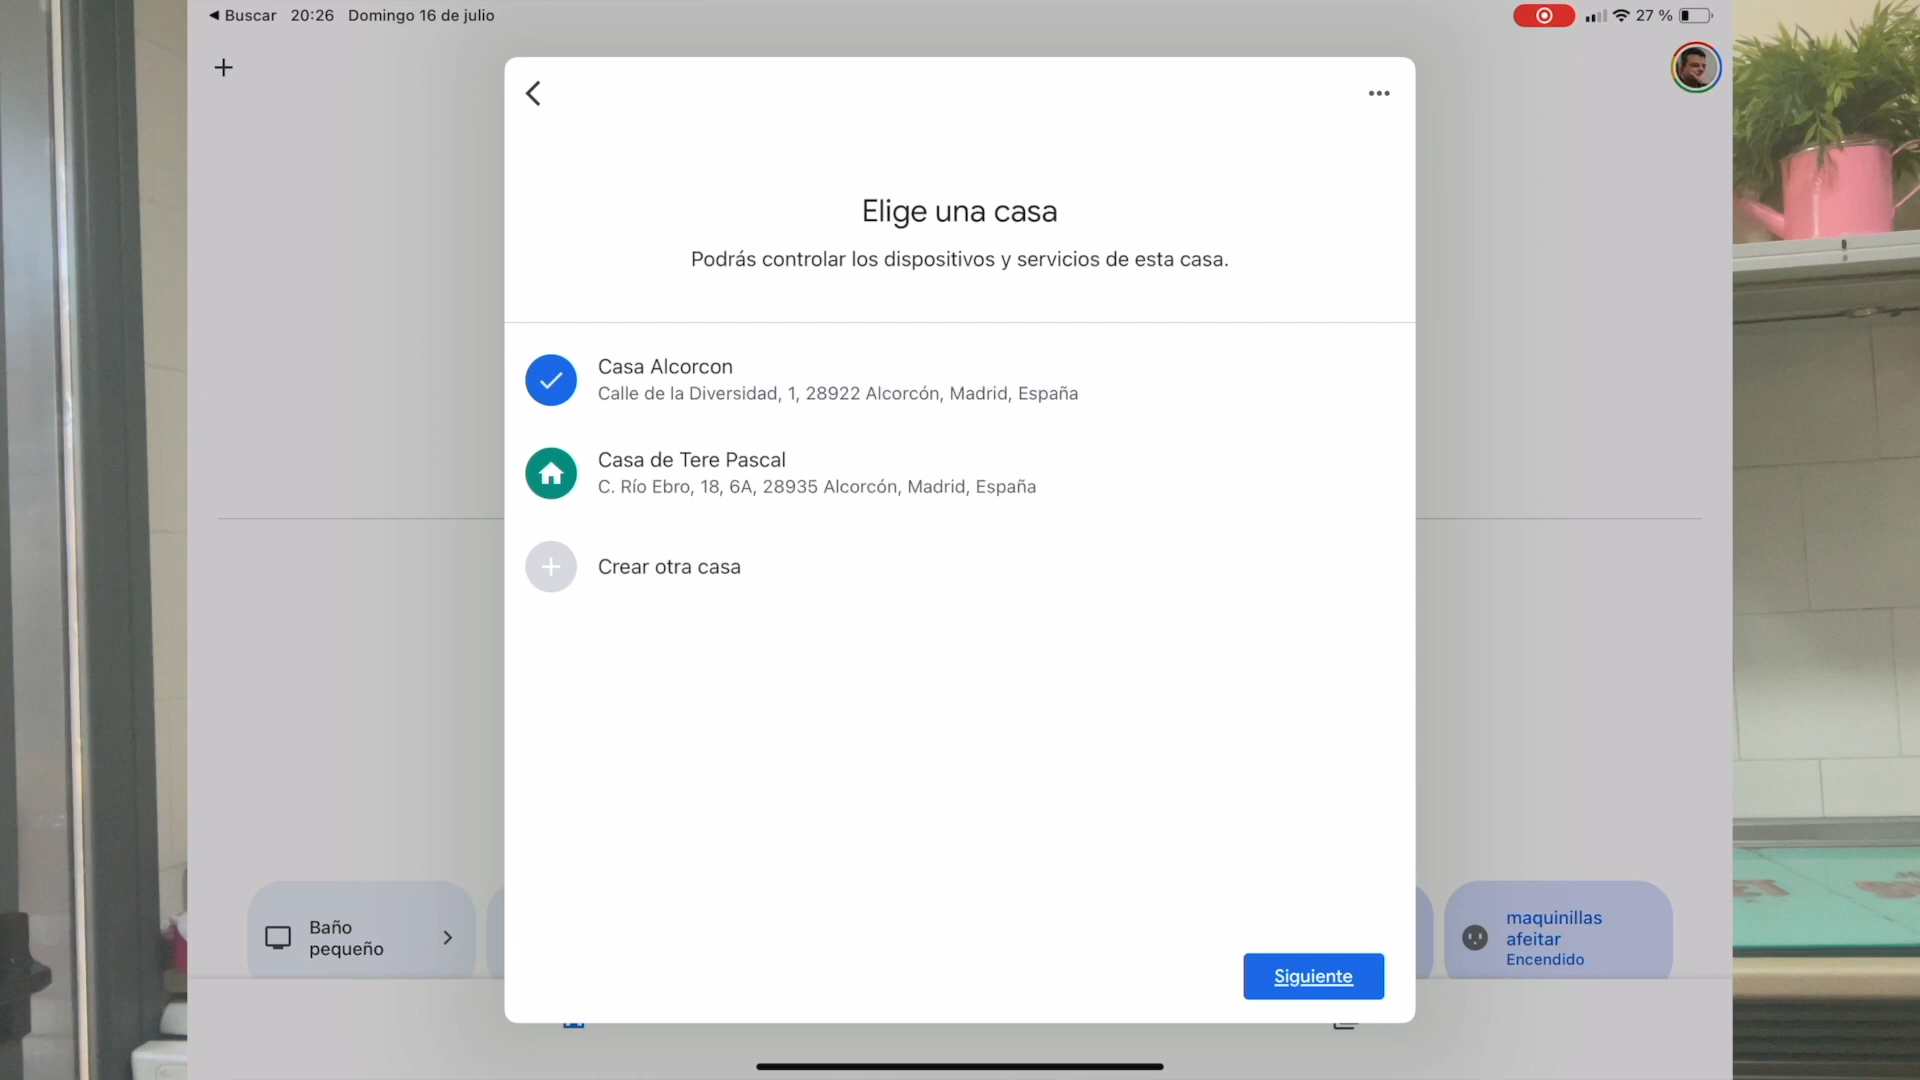 ◀ Buscar 20:26 Domingo 16 de julio
27 %
Elige una casa
Podrás controlar los dispositivos y servicios de esta casa.
Casa Alcorcon
Calle de la Diversidad, 1, 28922 Alcorcón, Madrid, España
Casa de Tere Pascal
C. Río Ebro, 18, 6A, 28935 Alcorcón, Madrid, España
Crear otra casa
Baño
pequeño
maquinillas
afeitar
Encendido
Siguiente